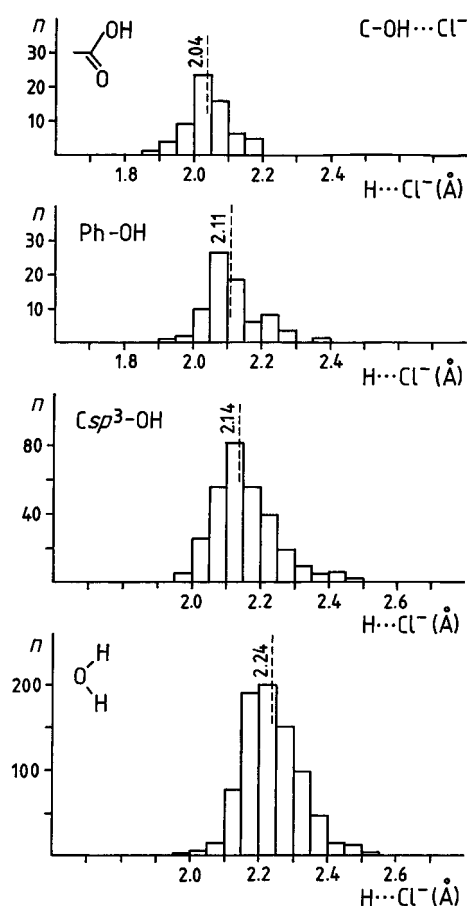 n
OH
O
C-OH···Cl⁻
30
20
10
2.04
1.8 2.0 2.2 2.4 2.6
H···Cl⁻(Å)
n
Ph-OH
30
20
10
2.11
1.8 2.0 2.2 2.4
H···Cl⁻(Å)
n
Csp³-OH
80
40
2.14
2.0 2.2 2.4 2.6
H···Cl⁻(Å)
n
H
O
H
200
100
2.24
2.0 2.2 2.4 2.6
H···Cl⁻(Å)